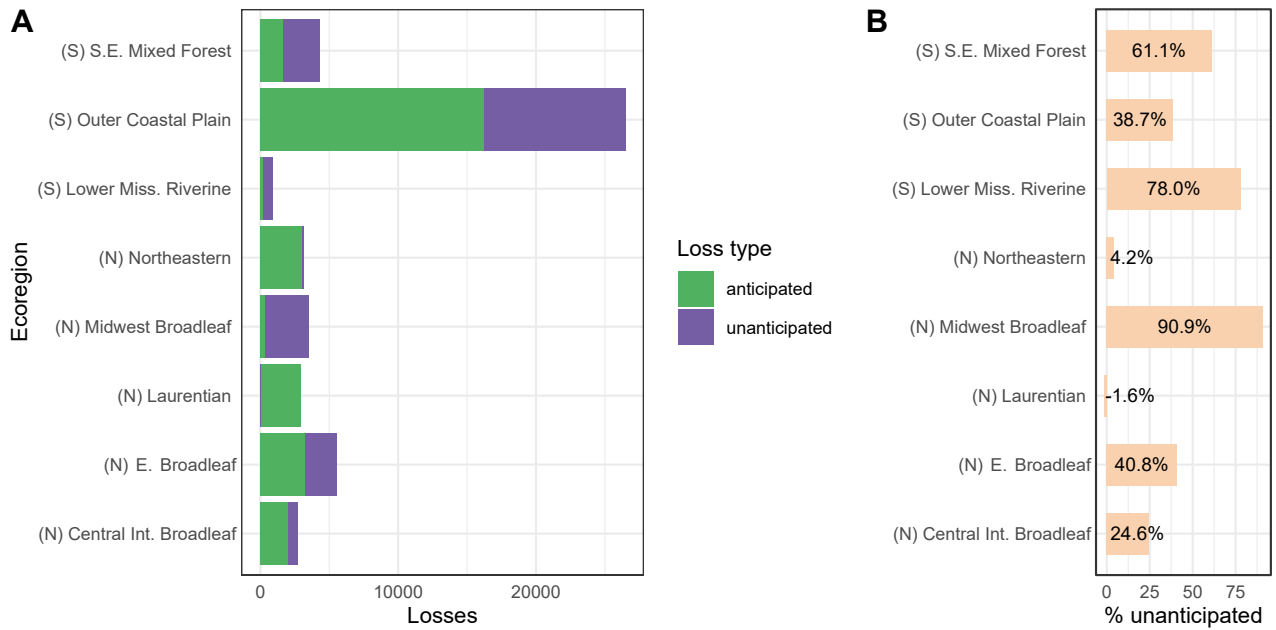 A
(S) S.E. Mixed Forest
(S) Outer Coastal Plain
(S) Lower Miss. Riverine
(N) Northeastern
(N) Midwest Broadleaf
(N) Laurentian
(N) E. Broadleaf
(N) Central Int. Broadleaf
Ecoregion
0 10000 20000
Losses
Loss type
anticipated
unanticipated
B
(S) S.E. Mixed Forest 61.1%
(S) Outer Coastal Plain 38.7%
(S) Lower Miss. Riverine 78.0%
(N) Northeastern 4.2%
(N) Midwest Broadleaf 90.9%
(N) Laurentian -1.6%
(N) E. Broadleaf 40.8%
(N) Central Int. Broadleaf 24.6%
0 25 50 75
% unanticipated